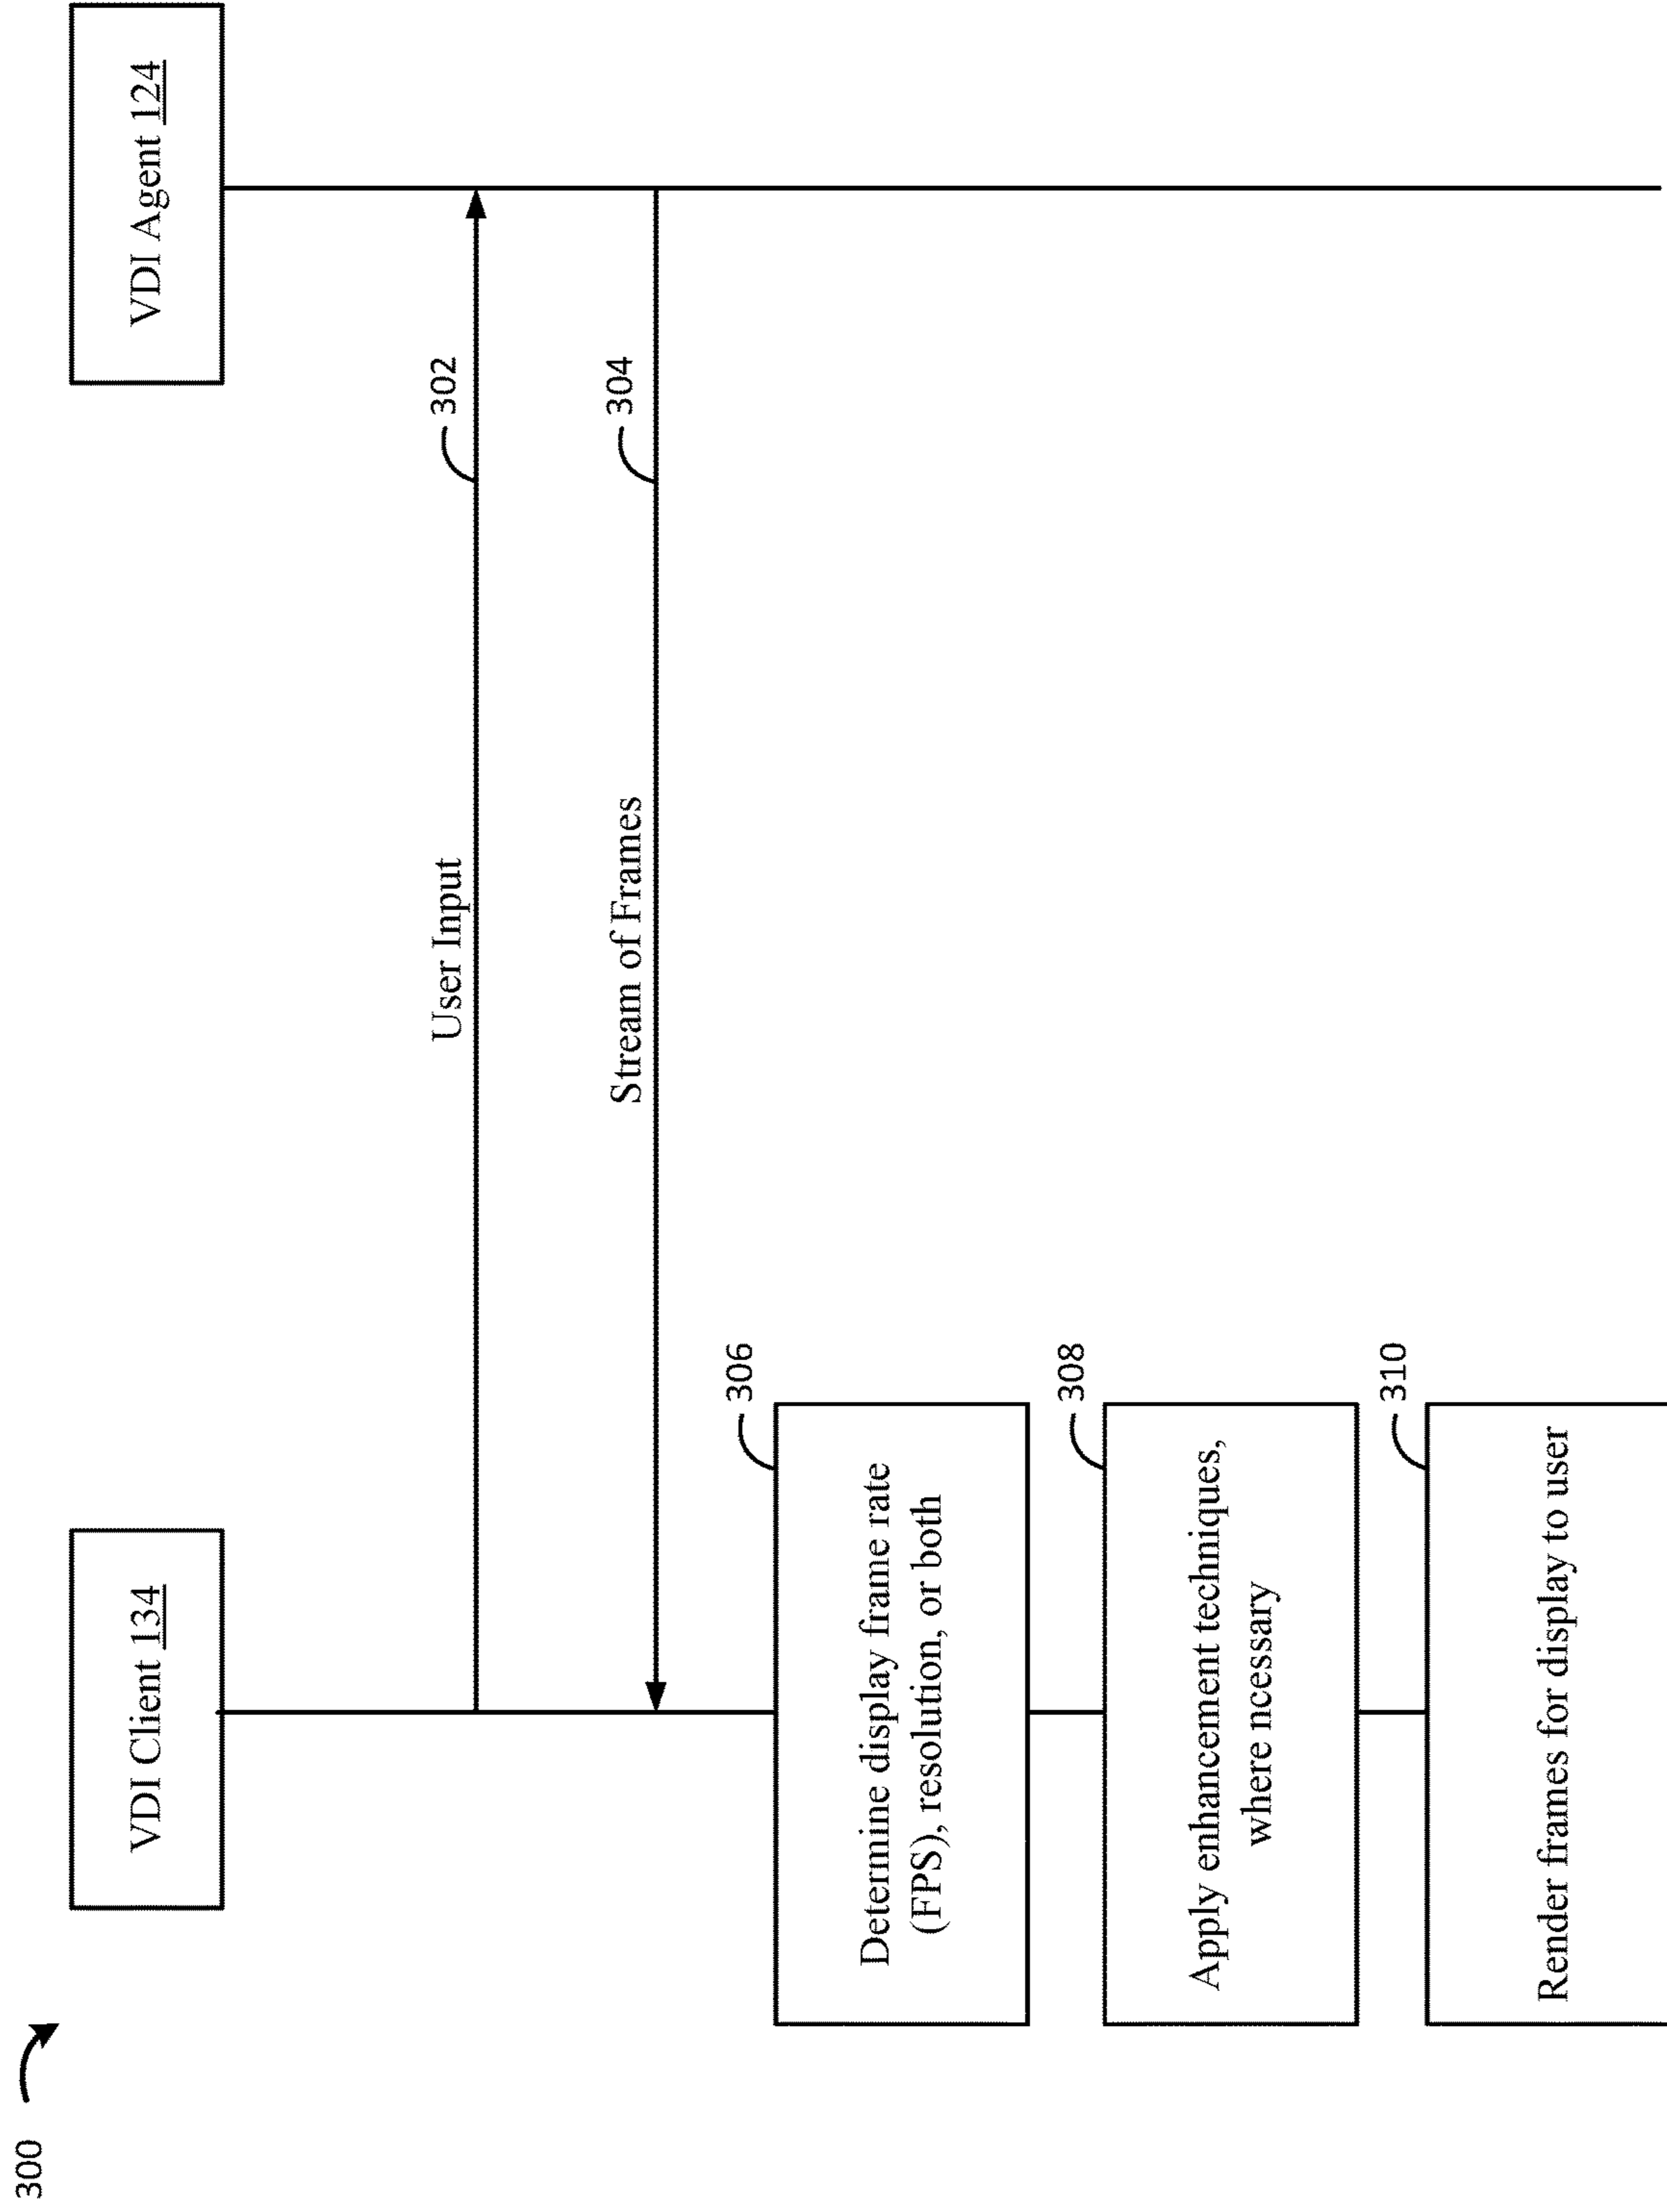 300
VDI Client 134
VDI Agent 124
User Input
302
Stream of Frames
304
306
Determine display frame rate
(FPS), resolution, or both
308
Apply enhancement techniques,
where ncessary
310
Render frames for display to user